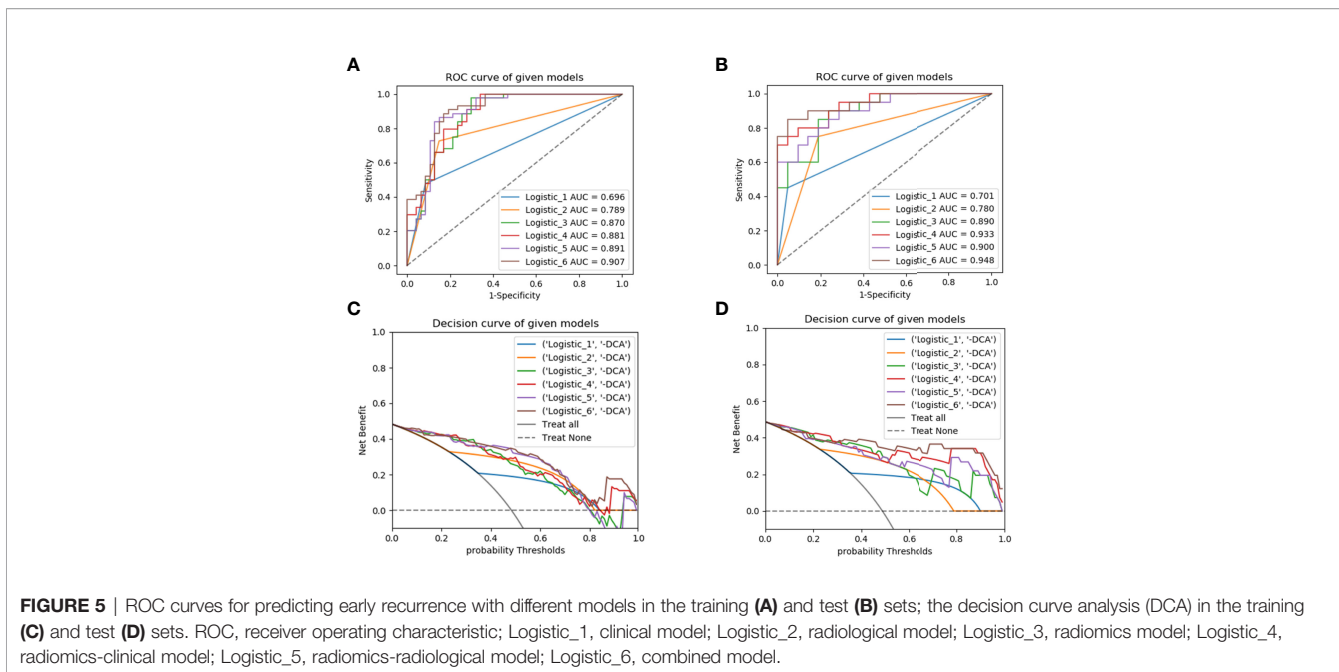 A
ROC curve of given models
1.0
0.8
0.6
0.4
0.2
0.0
Sensitivity
Logistic_1 AUC = 0.696
Logistic_2 AUC = 0.789
Logistic_3 AUC = 0.870
Logistic_4 AUC = 0.881
Logistic_5 AUC = 0.891
Logistic_6 AUC = 0.907
0.0 0.2 0.4 0.6 0.8 1.0
1-Specificity
B
ROC curve of given models
1.0
0.8
0.6
0.4
0.2
0.0
Sensitivity
Logistic_1 AUC = 0.701
Logistic_2 AUC = 0.780
Logistic_3 AUC = 0.890
Logistic_4 AUC = 0.933
Logistic_5 AUC = 0.900
Logistic_6 AUC = 0.948
0.0 0.2 0.4 0.6 0.8 1.0
1-Specificity
C
Decision curve of given models
1.0
0.8
0.6
0.4
0.2
0.0
Net Benefit
('Logistic_1', '-DCA')
('Logistic_2', '-DCA')
('Logistic_3', '-DCA')
('Logistic_4', '-DCA')
('Logistic_5', '-DCA')
('Logistic_6', '-DCA')
Treat all
Treat None
0.0 0.2 0.4 0.6 0.8 1.0
probability Thresholds
D
Decision curve of given models
1.0
0.8
0.6
0.4
0.2
0.0
Net Benefit
('Logistic_1', '-DCA')
('Logistic_2', '-DCA')
('Logistic_3', '-DCA')
('Logistic_4', '-DCA')
('Logistic_5', '-DCA')
('Logistic_6', '-DCA')
Treat all
Treat None
0.0 0.2 0.4 0.6 0.8 1.0
probability Thresholds
FIGURE 5 | ROC curves for predicting early recurrence with different models in the training (A) and test (B) sets; the decision curve analysis (DCA) in the training
(C) and test (D) sets. ROC, receiver operating characteristic; Logistic_1, clinical model; Logistic_2, radiological model; Logistic_3, radiomics model; Logistic_4,
radiomics-clinical model; Logistic_5, radiomics-radiological model; Logistic_6, combined model.